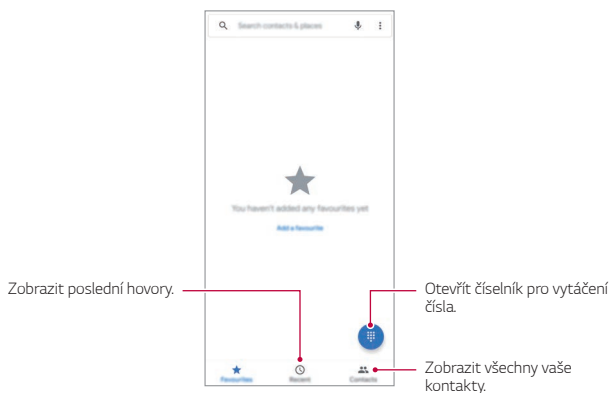 Search contacts & places
You haven't added any favourites yet
Add a favourite
Zobrazit poslední hovory.
Otevřít číselník pro vytáčení
čísla.
Zobrazit všechny vaše
kontakty.
Favourites
Recent
Contacts